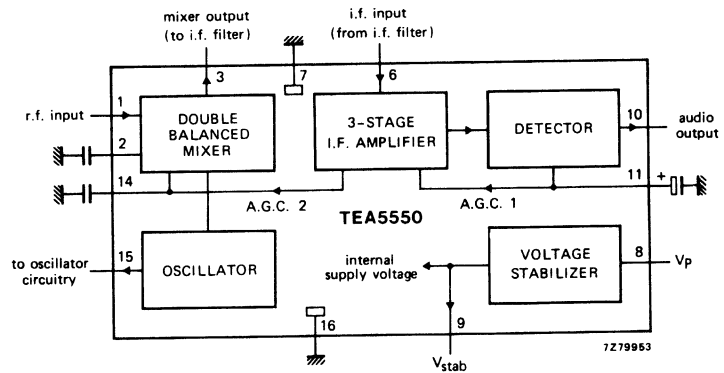 mixer output
(to i.f. filter)
i.f. input
(from i.f. filter)
3
7
6
r.f. input
1
DOUBLE
BALANCED
MIXER
3-STAGE
I.F. AMPLIFIER
DETECTOR
10
audio
output
2
14
11
+
A.G.C. 2
A.G.C. 1
TEA5550
to oscillator
circuitry
15
OSCILLATOR
internal
supply voltage
VOLTAGE
STABILIZER
8
Vp
16
9
Vstab
7Z79953